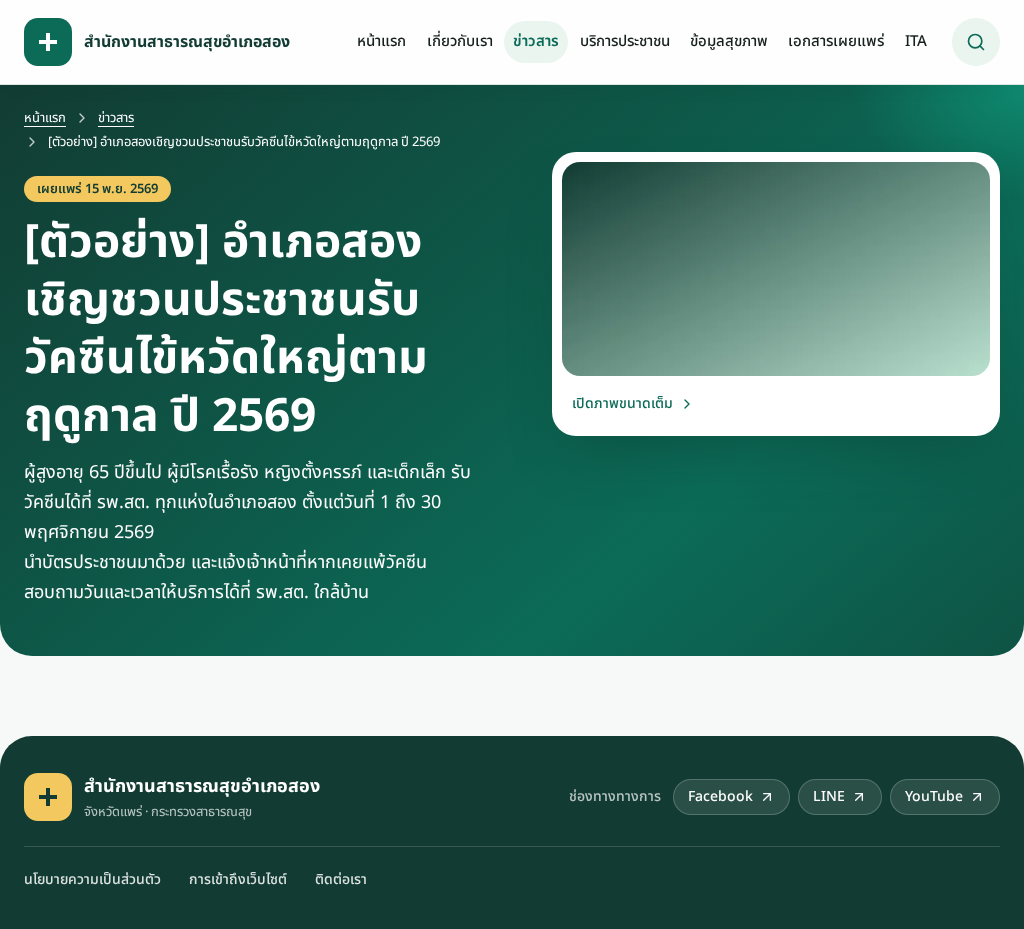 สำนักงานสาธารณสุขอำเภอสอง
หน้าแรก
เกี่ยวกับเรา
ข่าวสาร
บริการประชาชน
ข้อมูลสุขภาพ
เอกสารเผยแพร่
ITA
หน้าแรก
ข่าวสาร
[ตัวอย่าง] อำเภอสองเชิญชวนประชาชนรับวัคซีนไข้หวัดใหญ่ตามฤดูกาล ปี 2569
เผยแพร่ 15 พ.ย. 2569
[ตัวอย่าง] อำเภอสอง
เชิญชวนประชาชนรับ
วัคซีนไข้หวัดใหญ่ตาม
ฤดูกาล ปี 2569
ผู้สูงอายุ 65 ปีขึ้นไป ผู้มีโรคเรื้อรัง หญิงตั้งครรภ์ และเด็กเล็ก รับ
วัคซีนได้ที่ รพ.สต. ทุกแห่งในอำเภอสอง ตั้งแต่วันที่ 1 ถึง 30
พฤศจิกายน 2569
นำบัตรประชาชนมาด้วย และแจ้งเจ้าหน้าที่หากเคยแพ้วัคซีน
สอบถามวันและเวลาให้บริการได้ที่ รพ.สต. ใกล้บ้าน
เปิดภาพขนาดเต็ม
สำนักงานสาธารณสุขอำเภอสอง
จังหวัดแพร่ · กระทรวงสาธารณสุข
ช่องทางทางการ
Facebook
LINE
YouTube
นโยบายความเป็นส่วนตัว
การเข้าถึงเว็บไซต์
ติดต่อเรา